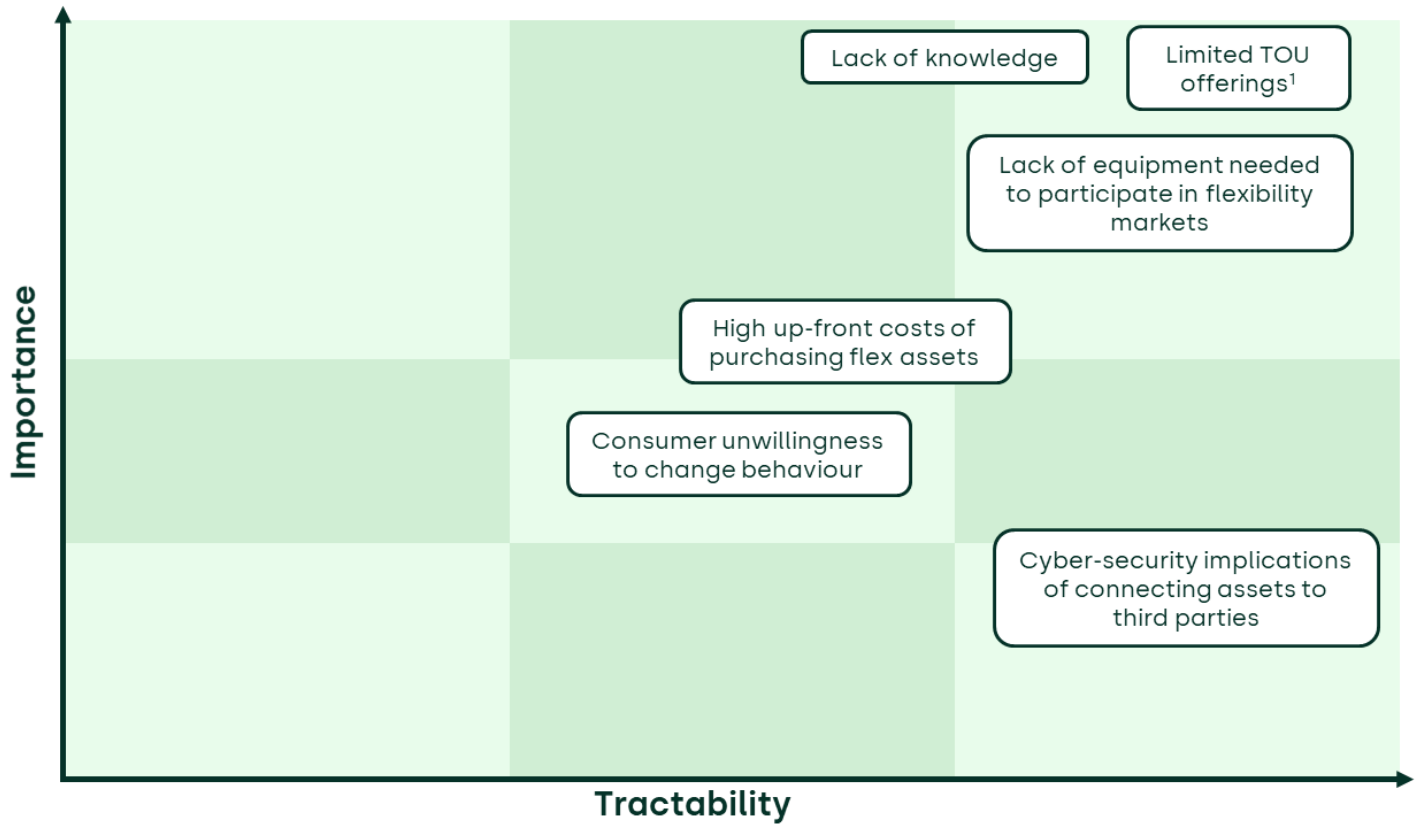 Lack of knowledge
Limited TOU
offerings¹
Lack of equipment needed
to participate in flexibility
markets
High up-front costs of
purchasing flex assets
Consumer unwillingness
to change behaviour
Cyber-security implications
of connecting assets to
third parties
Importance
Tractability